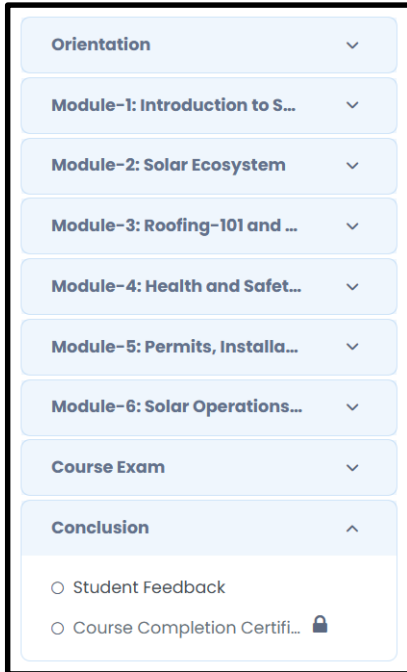 Orientation
Module-1: Introduction to S...
Module-2: Solar Ecosystem
Module-3: Roofing-101 and ...
Module-4: Health and Safet...
Module-5: Permits, Installa...
Module-6: Solar Operations...
Course Exam
Conclusion
Student Feedback
Course Completion Certifi...